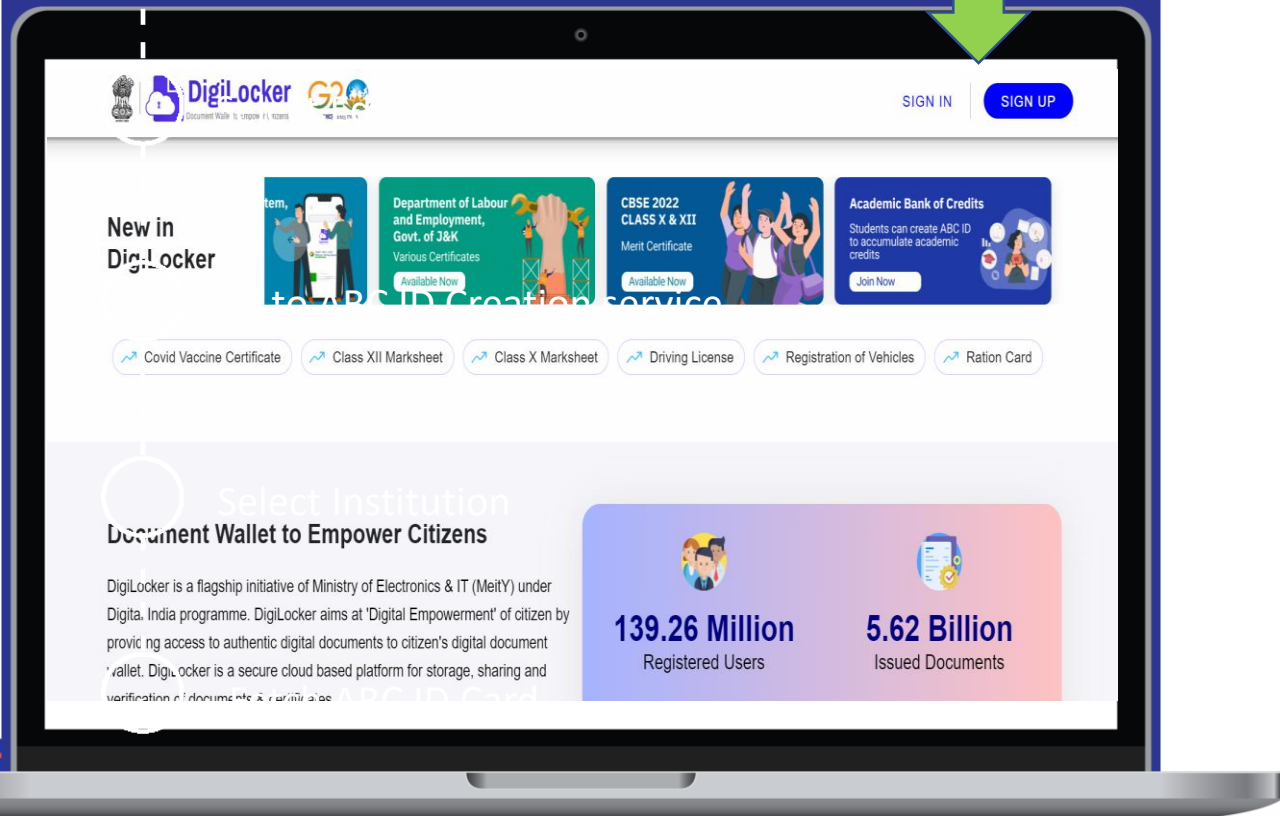 DigiLocker
Document Wallet to Empower Citizens
G20
SIGN IN
SIGN UP
New in
DigiLocker
tem,
Department of Labour
and Employment,
Govt. of J&K
Various Certificates
Available Now
CBSE 2022
CLASS X & XII
Merit Certificate
Available Now
Academic Bank of Credits
Students can create ABC ID
to accumulate academic
credits
Join Now
to ABC ID Creation service
Covid Vaccine Certificate
Class XII Marksheet
Class X Marksheet
Driving License
Registration of Vehicles
Ration Card
Select Institution
Document Wallet to Empower Citizens
DigiLocker is a flagship initiative of Ministry of Electronics & IT (MeitY) under
Digital India programme. DigiLocker aims at 'Digital Empowerment' of citizen by
providing access to authentic digital documents to citizen's digital document
wallet. DigiLocker is a secure cloud based platform for storage, sharing and
verification of documents & certificates
ABC ID Card
139.26 Million
Registered Users
5.62 Billion
Issued Documents